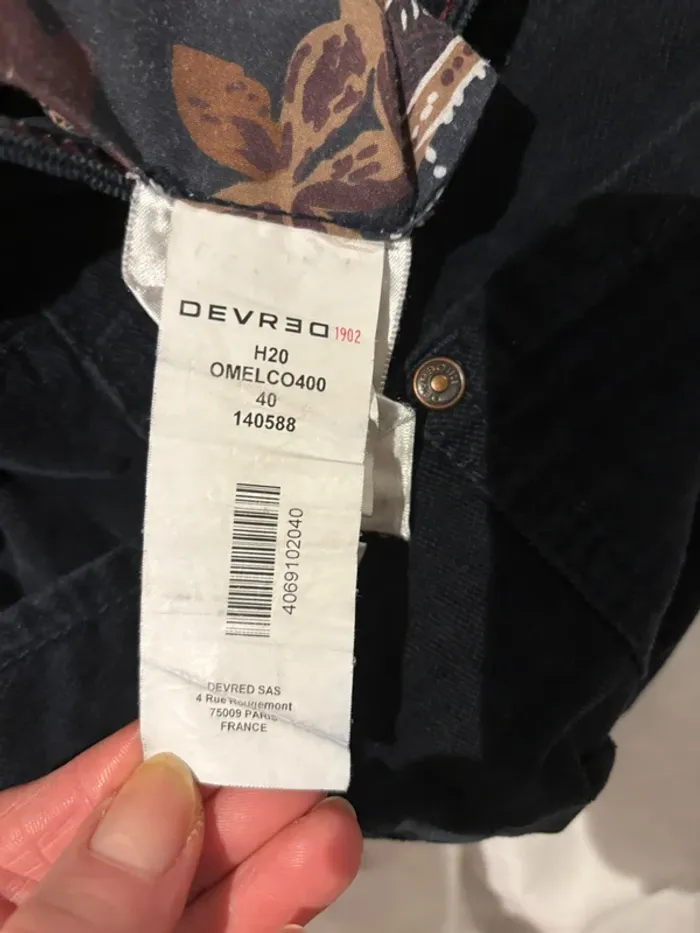 DEVRED 1902
H20
OMELCO400
40
140588
4069102040
DEVRED SAS
4 Rue Rougemont
75009 PARIS
FRANCE